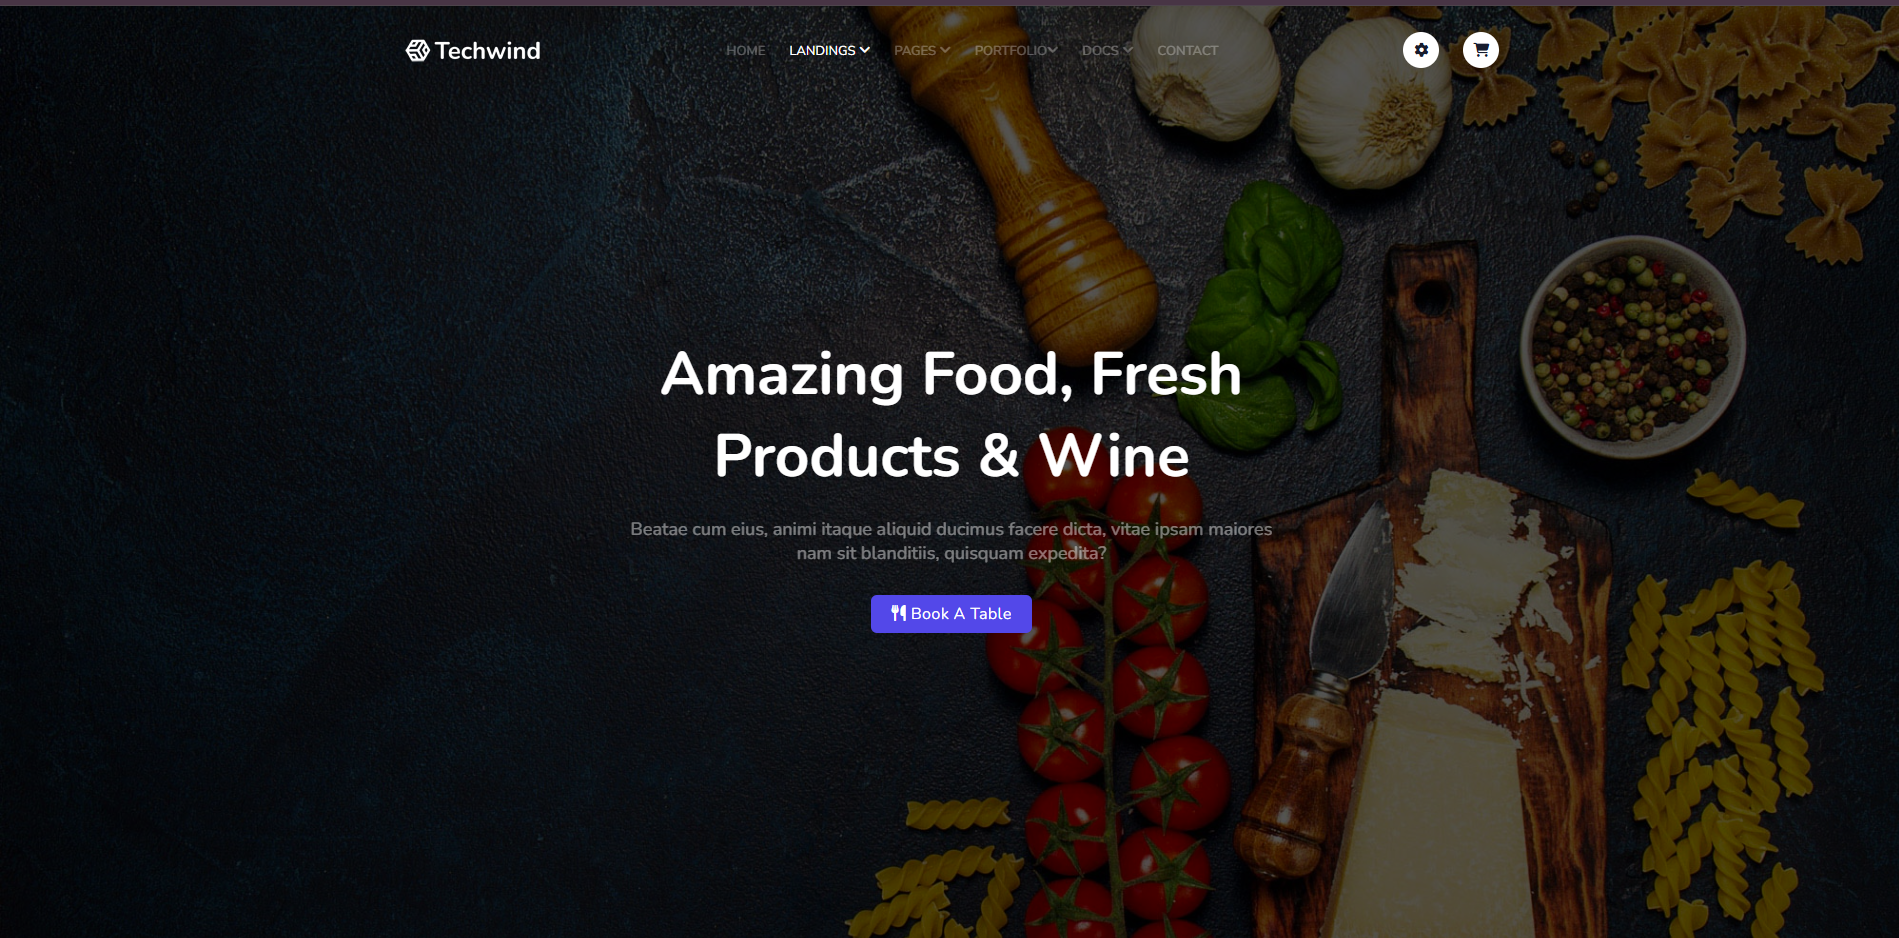 Techwind
HOME LANDINGS PAGES PORTFOLIO DOCS CONTACT
Amazing Food, Fresh
Products & Wine
Beatae cum eius, animi itaque aliquid ducimus facere dicta, vitae ipsam maiores
nam sit blanditiis, quisquam expedita?
Book A Table